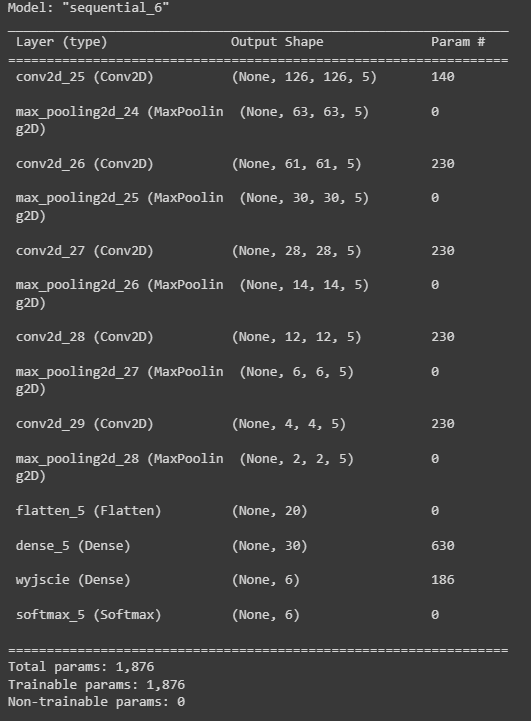 Model: "sequential_6"
_________________________________________________________________
Layer (type) Output Shape Param #
=================================================================
conv2d_25 (Conv2D) (None, 126, 126, 5) 140
max_pooling2d_24 (MaxPoolin (None, 63, 63, 5) 0
g2D)
conv2d_26 (Conv2D) (None, 61, 61, 5) 230
max_pooling2d_25 (MaxPoolin (None, 30, 30, 5) 0
g2D)
conv2d_27 (Conv2D) (None, 28, 28, 5) 230
max_pooling2d_26 (MaxPoolin (None, 14, 14, 5) 0
g2D)
conv2d_28 (Conv2D) (None, 12, 12, 5) 230
max_pooling2d_27 (MaxPoolin (None, 6, 6, 5) 0
g2D)
conv2d_29 (Conv2D) (None, 4, 4, 5) 230
max_pooling2d_28 (MaxPoolin (None, 2, 2, 5) 0
g2D)
flatten_5 (Flatten) (None, 20) 0
dense_5 (Dense) (None, 30) 630
wyjscie (Dense) (None, 6) 186
softmax_5 (Softmax) (None, 6) 0
=================================================================
Total params: 1,876
Trainable params: 1,876
Non-trainable params: 0